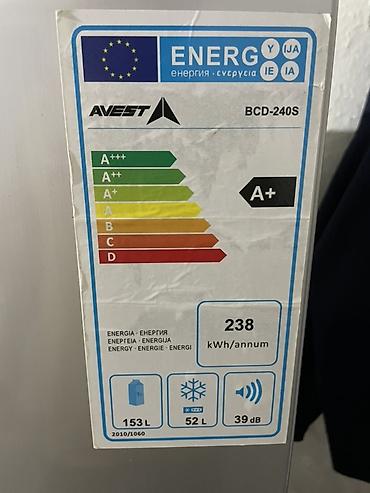 ENERG Y IJA IE IA
енергия · ενεργεια
AVEST
BCD-240S
A+++
A++
A+
A
B
C
D
A+
ENERGIA · ЕНЕРГИЯ
ΕΝΕΡΓΕΙΑ · ENERGIJA
ENERGY · ENERGIE · ENERGI
238
kWh/annum
153 L
52 L
39 dB
2010/1060